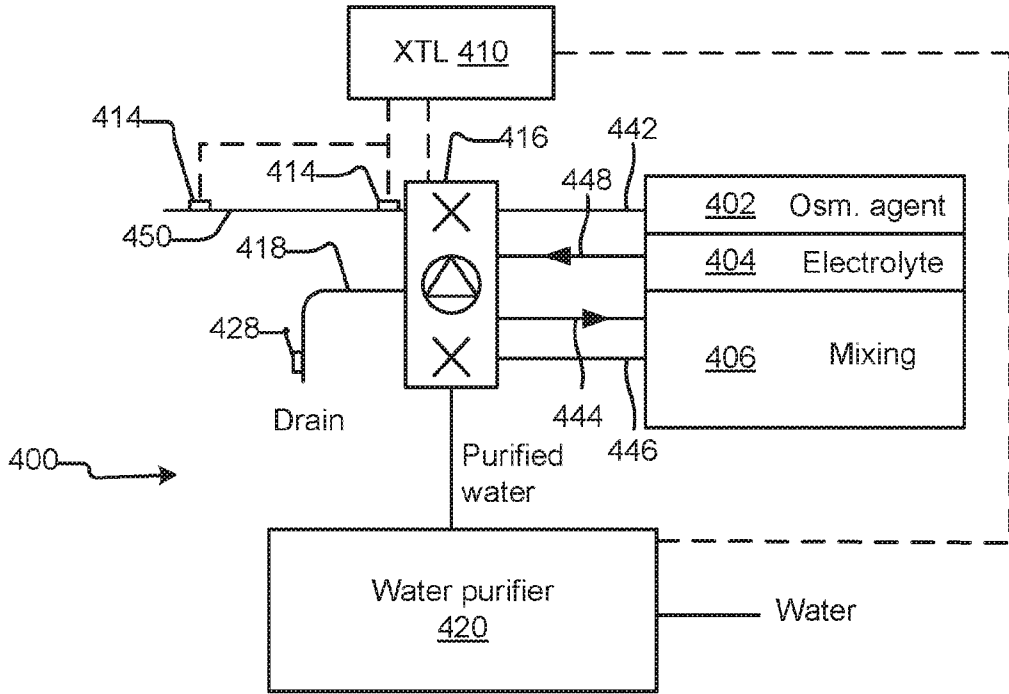 XTL 410
414
416
442
414
448
402 Osm. agent
450
418
404 Electrolyte
428
406 Mixing
444
Drain
446
400
Purified
water
Water purifier
420
Water